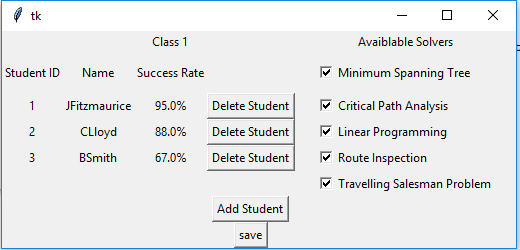 tk
Class 1 Avaiblable Solvers
Student ID Name Success Rate Minimum Spanning Tree
1 JFitzmaurice 95.0% Delete Student Critical Path Analysis
2 CLloyd 88.0% Delete Student Linear Programming
3 BSmith 67.0% Delete Student Route Inspection
Travelling Salesman Problem
Add Student
save